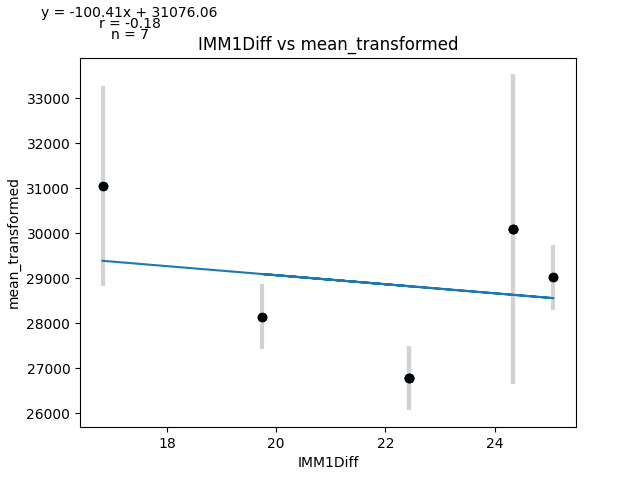 y = -100.41x + 31076.06
r = -0.18
n = 7
IMM1Diff vs mean_transformed
33000
32000
31000
30000
29000
28000
27000
26000
mean_transformed
18
20
22
24
IMM1Diff